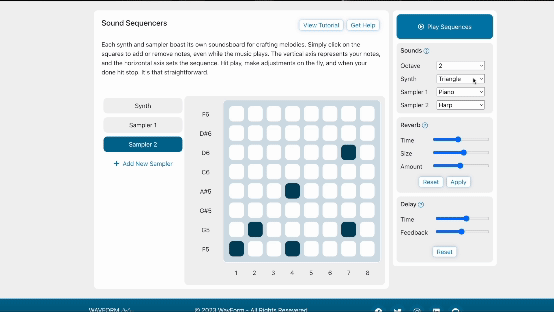 Sound Sequencers
View Tutorial
Get Help
Each synth and sampler boast its own soundboard for crafting melodies. Simply click on the
squares to add or remove notes, even while the music plays. The vertical axis represents your notes,
and the horizontal axis sets the sequence. Hit play, make adjustments on the fly, and when your
done hit stop. It's that straightforward.
Synth
Sampler 1
Sampler 2
+ Add New Sampler
F6
D#6
D6
C6
A#5
G#5
G5
F5
1 2 3 4 5 6 7 8
Play Sequences
Sounds
Octave 2
Synth Triangle
Sampler 1 Piano
Sampler 2 Harp
Reverb
Time
Size
Amount
Reset Apply
Delay
Time
Feedback
Reset
WAVEFORM
© 2023 WayForm - All Rights Resevered